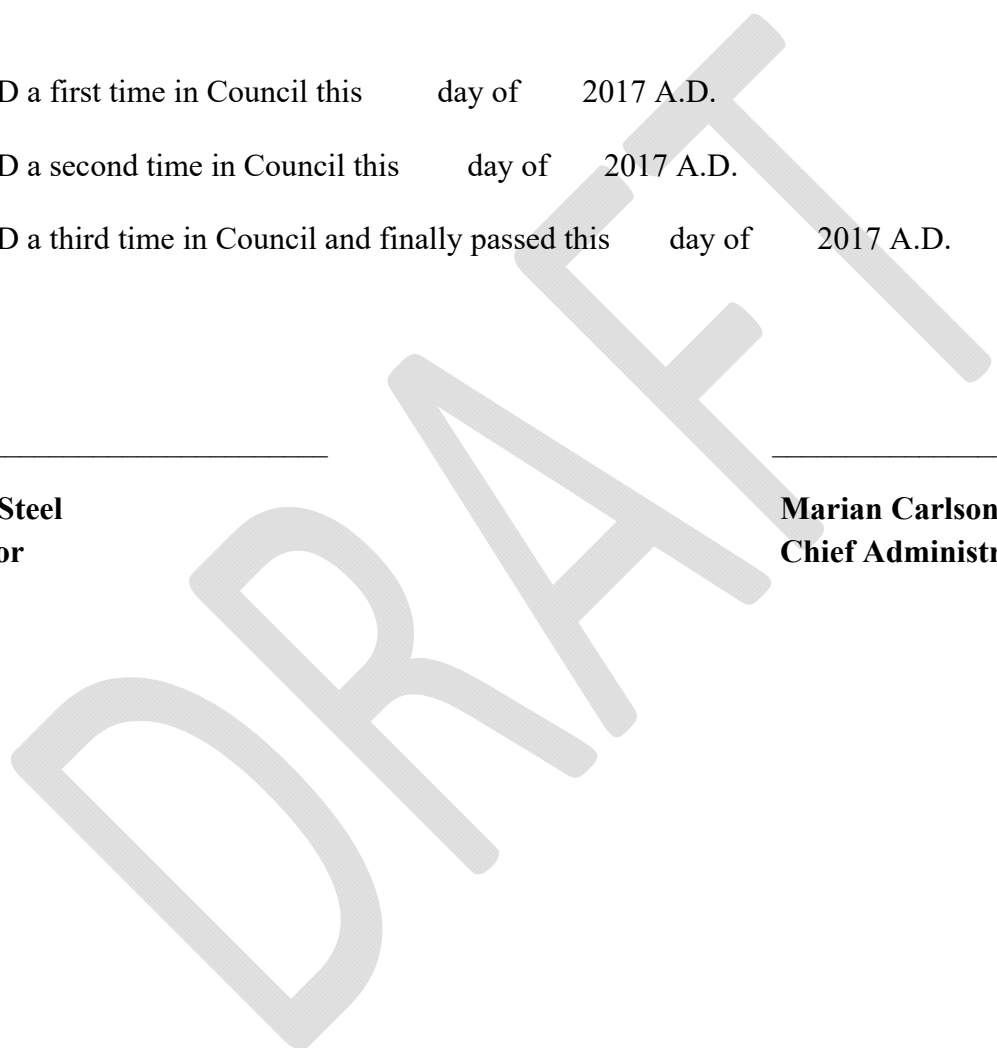 D a first time in Council this day of 2017 A.D.
D a second time in Council this day of 2017 A.D.
D a third time in Council and finally passed this day of 2017 A.D.
Steel Marian Carlson
or Chief Administr
DRAFT